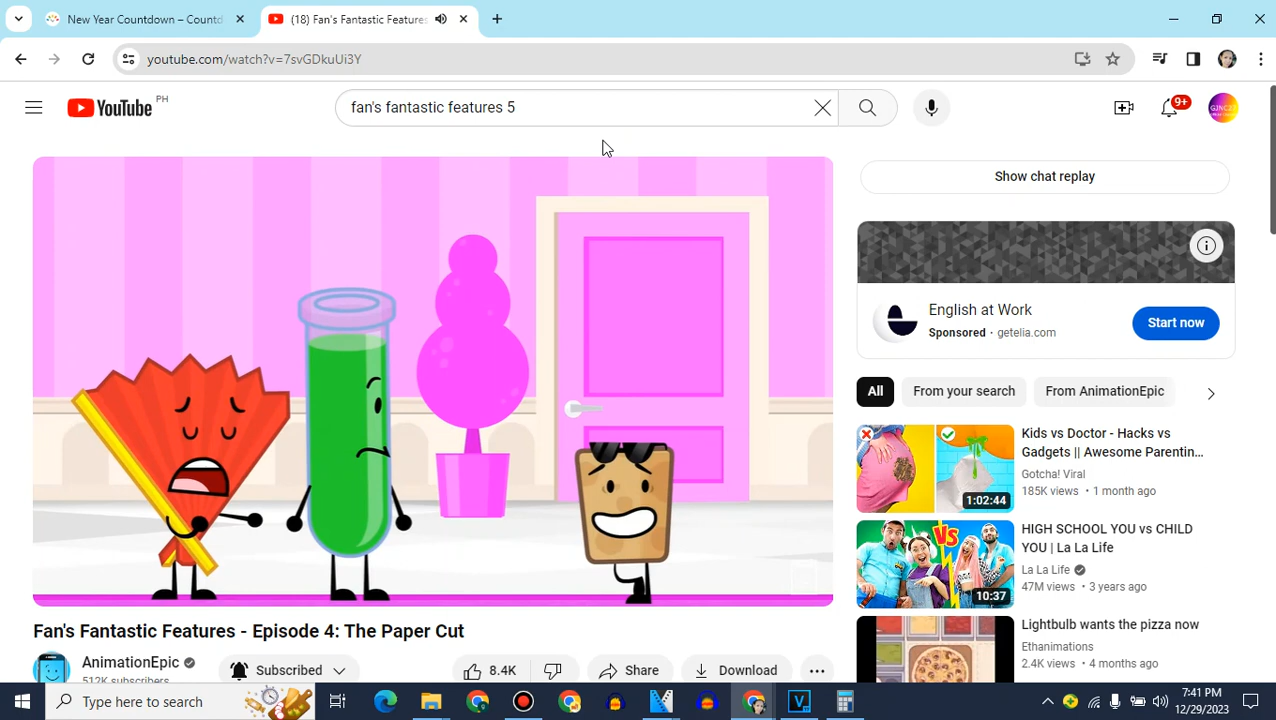 New Year Countdown – Countd
(18) Fan's Fantastic Features
youtube.com/watch?v=7svGDkuUi3Y
YouTube PH
fan's fantastic features 5
9+
GJNC23
Show chat replay
English at Work
Sponsored · getelia.com
Start now
All
From your search
From AnimationEpic
Kids vs Doctor - Hacks vs
Gadgets || Awesome Parentin...
Gotcha! Viral
185K views · 1 month ago
1:02:44
VS
HIGH SCHOOL YOU vs CHILD
YOU | La La Life
La La Life
47M views · 3 years ago
10:37
Lightbulb wants the pizza now
Ethanimations
2.4K views · 4 months ago
Fan's Fantastic Features - Episode 4: The Paper Cut
AnimationEpic
512K subscribers
Subscribed
8.4K
Share
Download
Type here to search
7:41 PM
12/29/2023